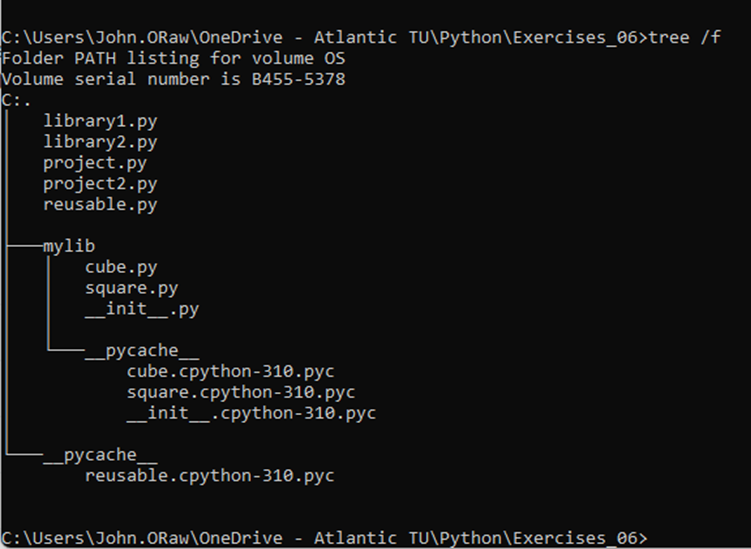 C:\Users\John.ORaw\OneDrive - Atlantic TU\Python\Exercises_06>tree /f
Folder PATH listing for volume OS
Volume serial number is B455-5378
C:.
library1.py
library2.py
project.py
project2.py
reusable.py
mylib
cube.py
square.py
__init__.py
__pycache__
cube.cpython-310.pyc
square.cpython-310.pyc
__init__.cpython-310.pyc
__pycache__
reusable.cpython-310.pyc
C:\Users\John.ORaw\OneDrive - Atlantic TU\Python\Exercises_06>